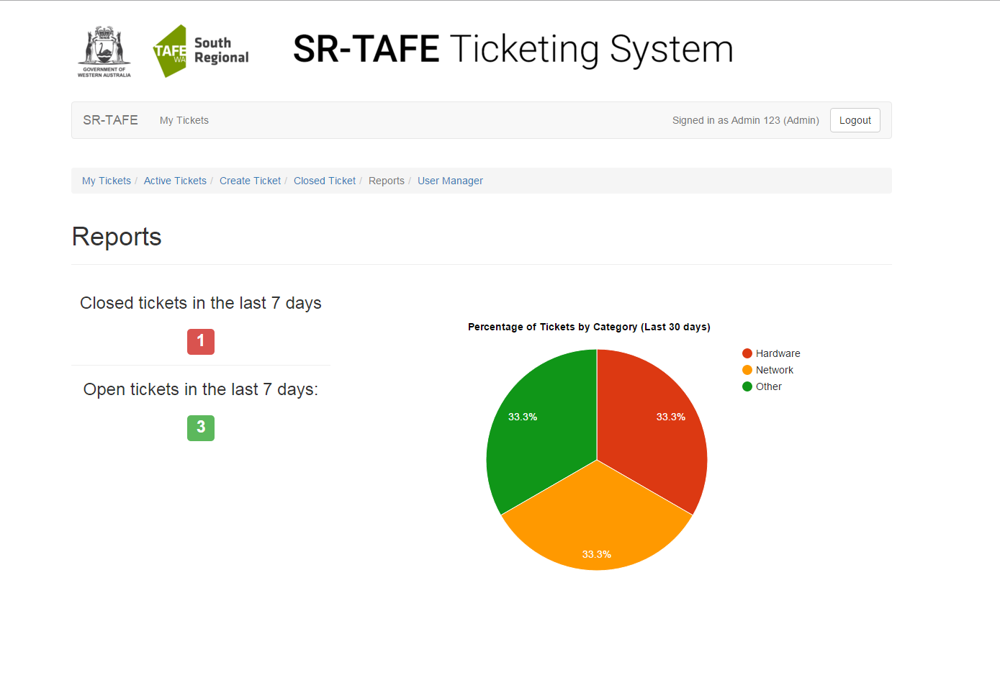 GOVERNMENT OF
WESTERN AUSTRALIA
TAFE
WA
South
Regional
SR-TAFE Ticketing System
SR-TAFE My Tickets Signed in as Admin 123 (Admin) Logout
My Tickets / Active Tickets / Create Ticket / Closed Ticket / Reports / User Manager
Reports
Closed tickets in the last 7 days
1
Open tickets in the last 7 days:
3
Percentage of Tickets by Category (Last 30 days)
Hardware
Network
Other
33.3% 33.3%
33.3%